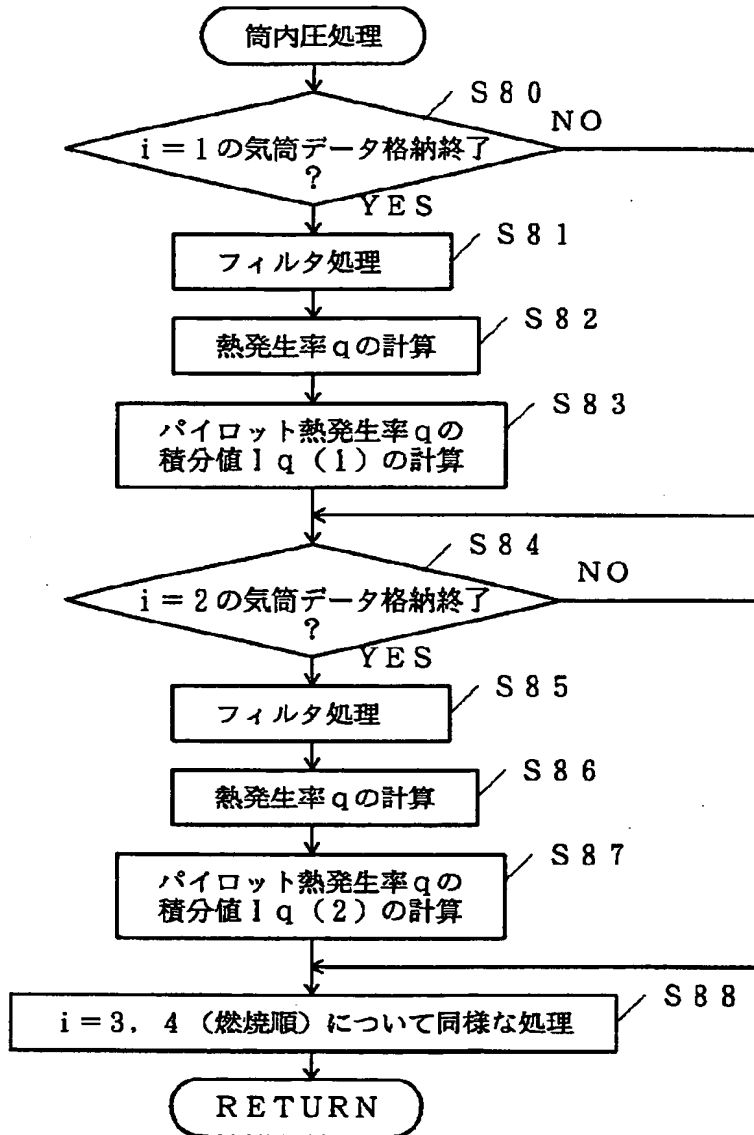 筒内圧処理
S80
NO
i=1の気筒データ格納終了
?
YES
S81
フィルタ処理
S82
熱発生率qの計算
S83
パイロット熱発生率qの
積分値Iq(1)の計算
S84
NO
i=2の気筒データ格納終了
?
YES
S85
フィルタ処理
S86
熱発生率qの計算
S87
パイロット熱発生率qの
積分値Iq(2)の計算
S88
i=3, 4(燃焼順)について同様な処理
RETURN